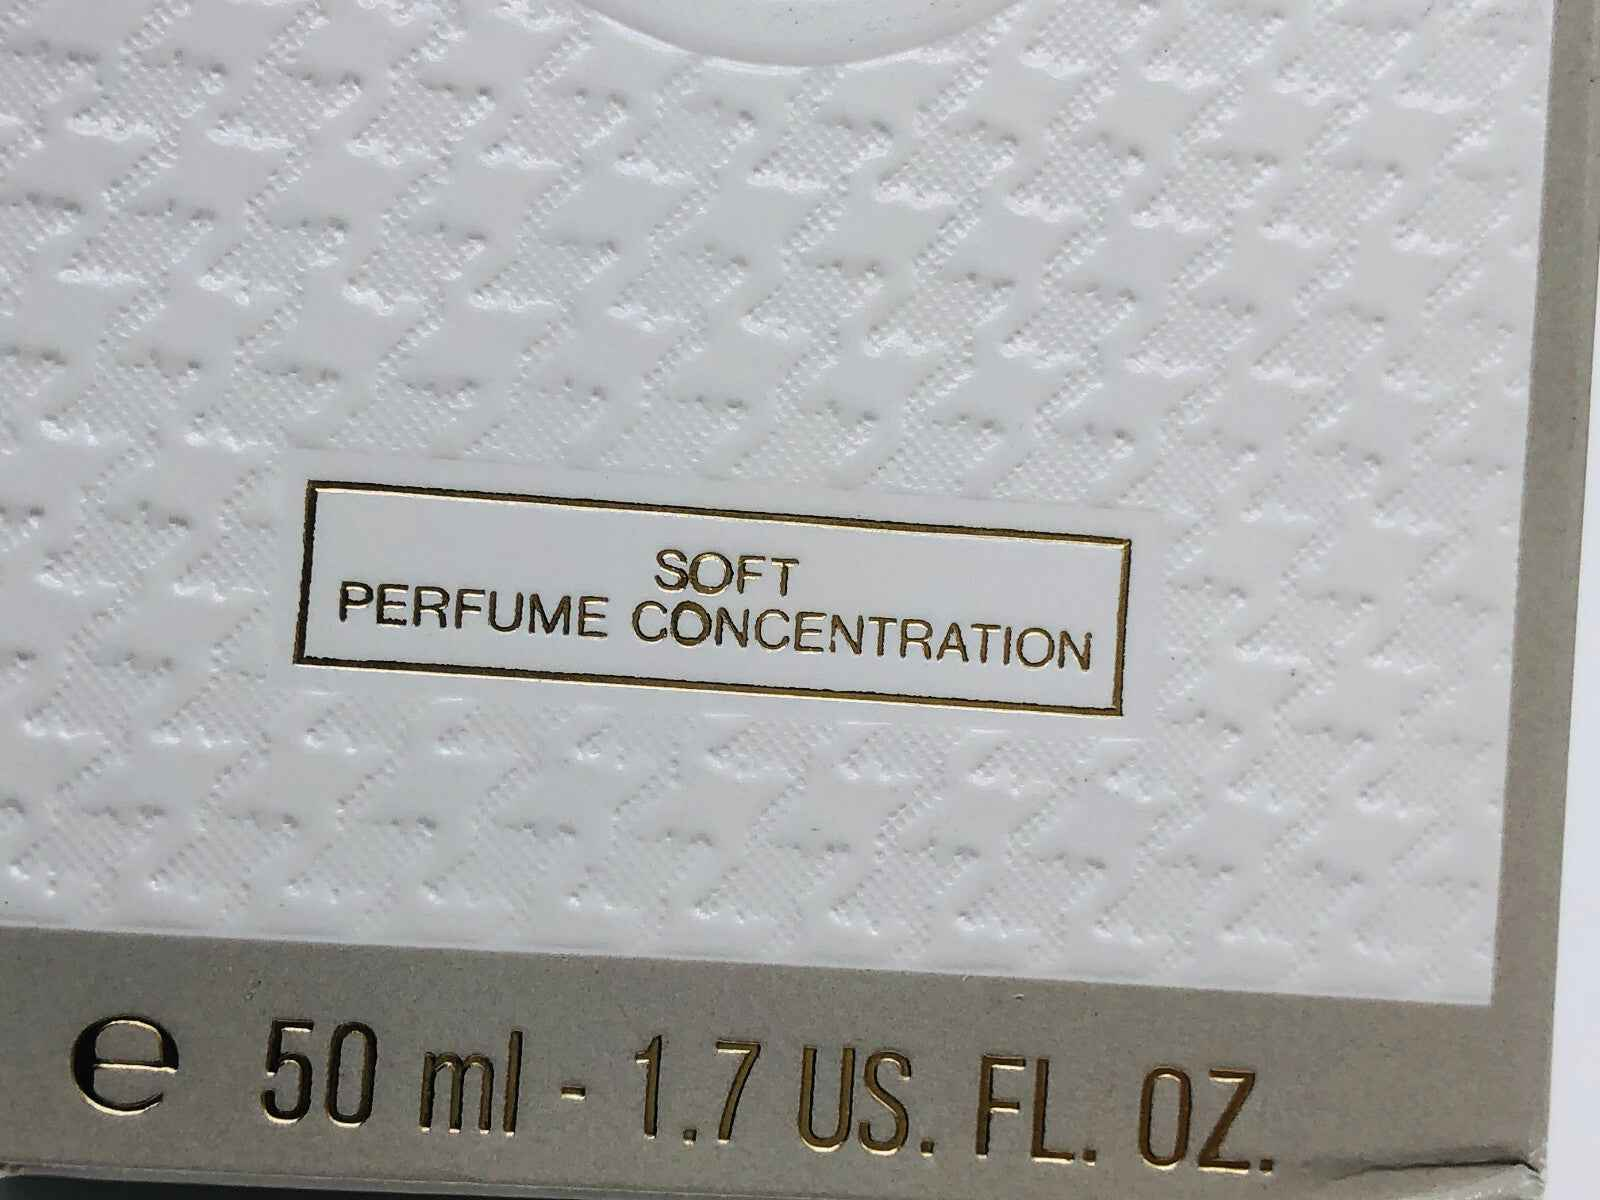 SOFT
PERFUME CONCENTRATION
℮ 50 ml - 1.7 US. FL. OZ.